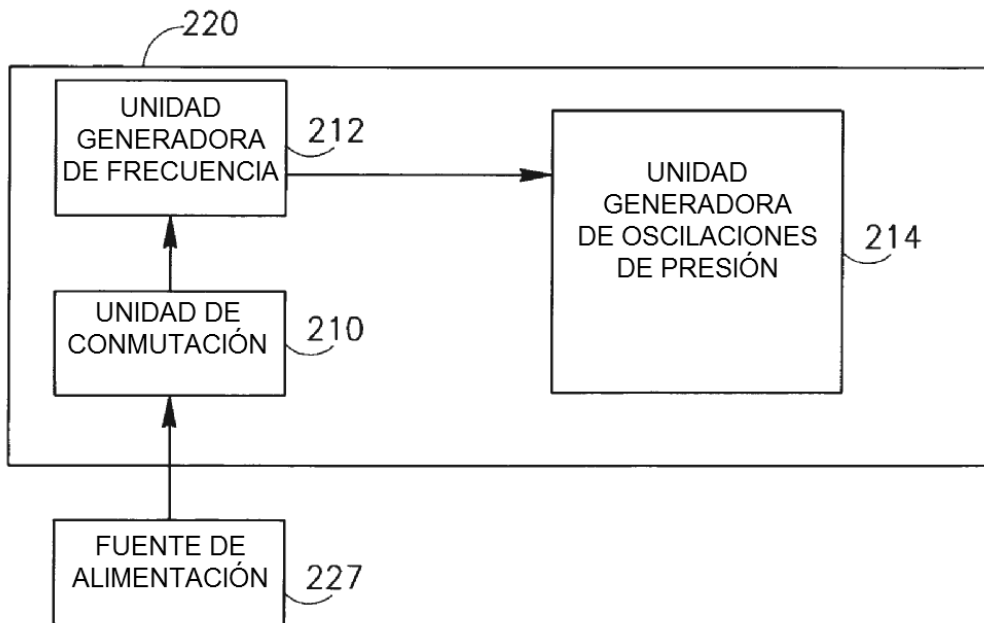 220
UNIDAD
GENERADORA
DE FRECUENCIA
212
UNIDAD
GENERADORA
DE OSCILACIONES
DE PRESIÓN
214
UNIDAD DE
CONMUTACIÓN
210
FUENTE DE
ALIMENTACIÓN
227